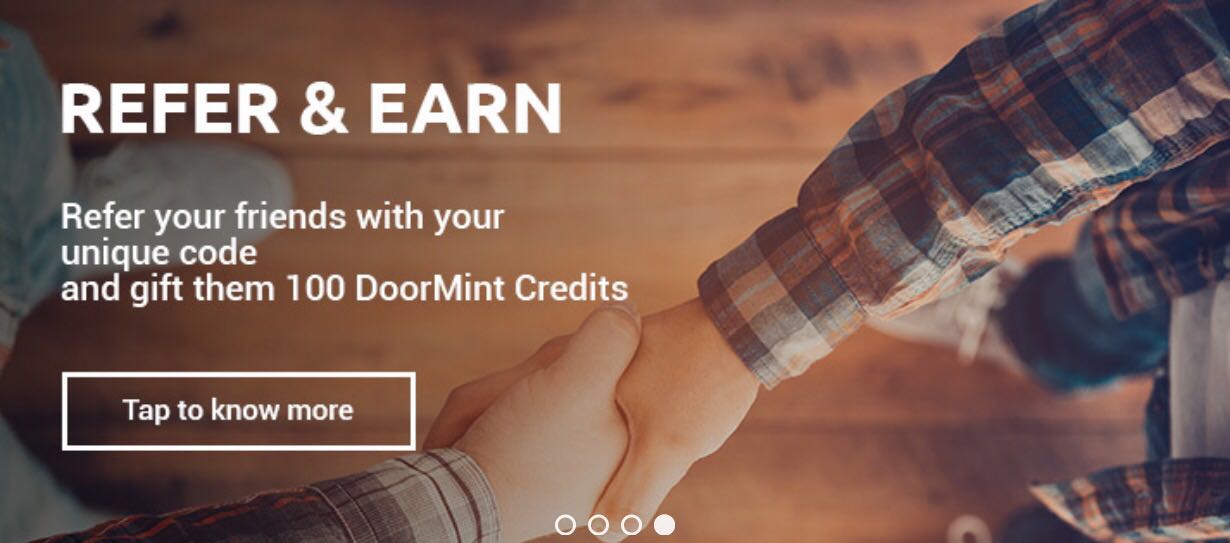 REFER & EARN
Refer your friends with your
unique code
and gift them 100 DoorMint Credits
Tap to know more